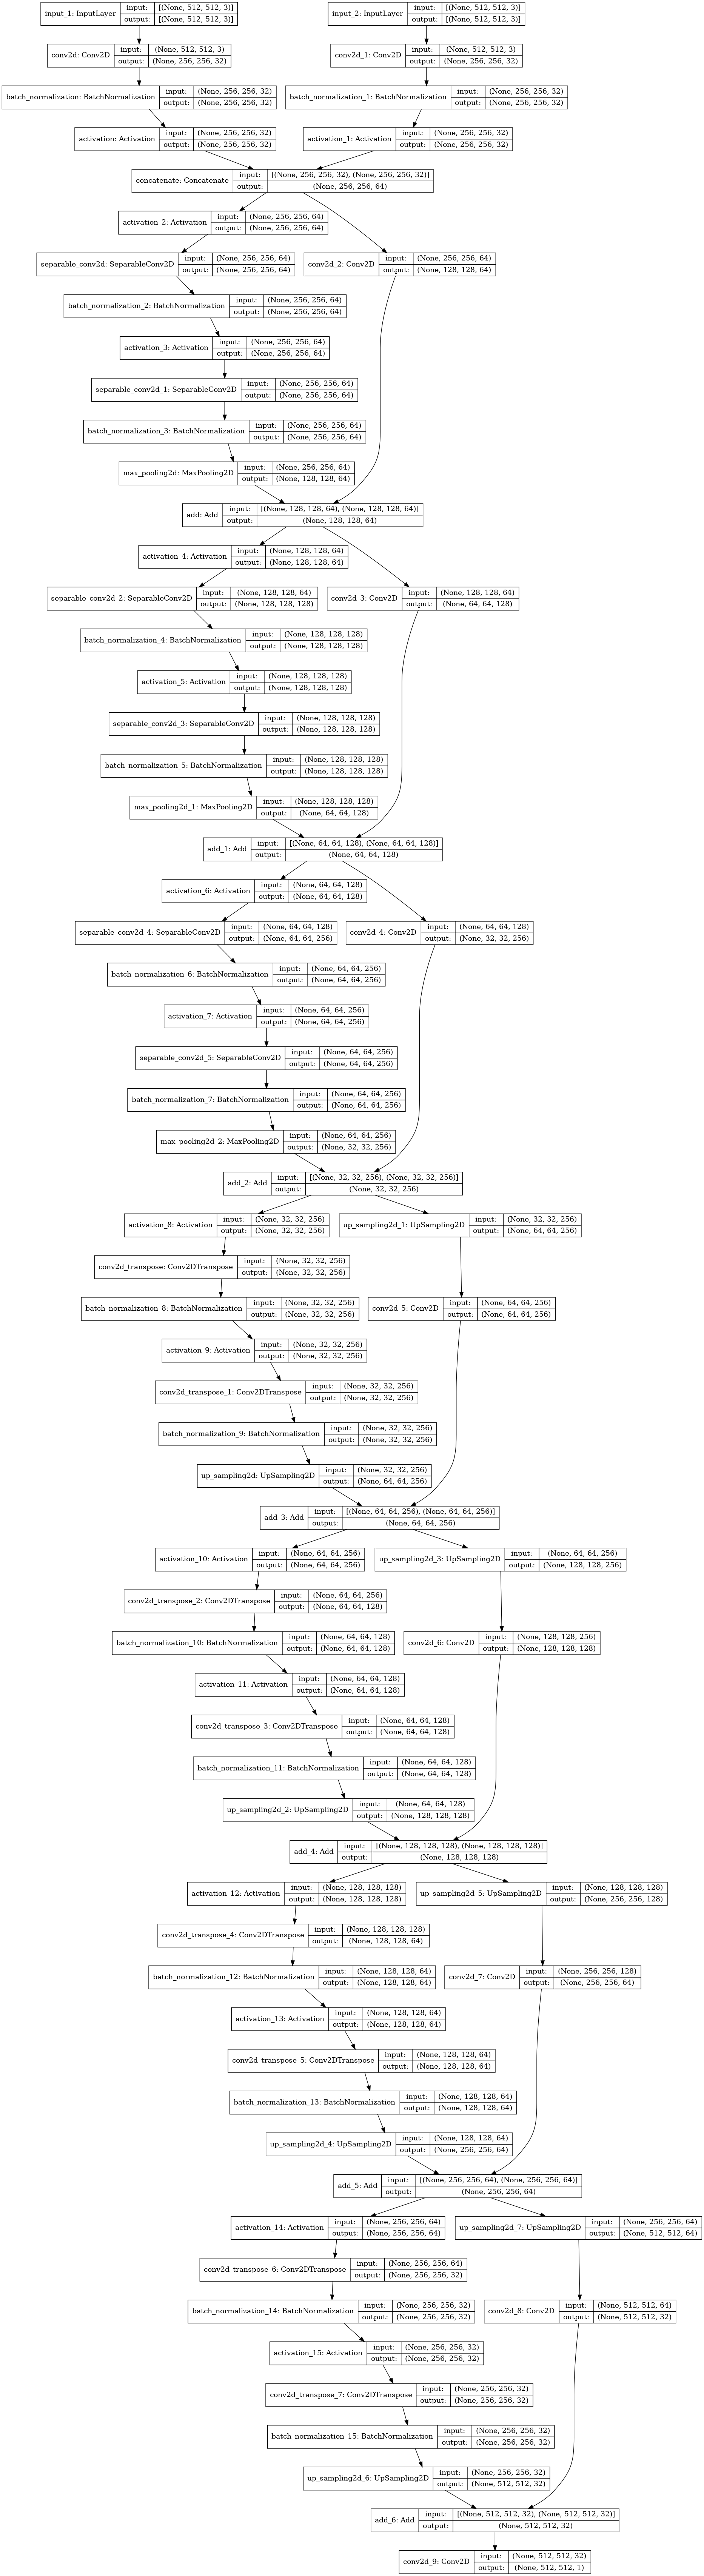 input_1: InputLayer input: [(None, 512, 512, 3)]
output: [(None, 512, 512, 3)]
input_2: InputLayer input: [(None, 512, 512, 3)]
output: [(None, 512, 512, 3)]
conv2d: Conv2D input: (None, 512, 512, 3)
output: (None, 256, 256, 32)
conv2d_1: Conv2D input: (None, 512, 512, 3)
output: (None, 256, 256, 32)
batch_normalization: BatchNormalization input: (None, 256, 256, 32)
output: (None, 256, 256, 32)
batch_normalization_1: BatchNormalization input: (None, 256, 256, 32)
output: (None, 256, 256, 32)
activation: Activation input: (None, 256, 256, 32)
output: (None, 256, 256, 32)
activation_1: Activation input: (None, 256, 256, 32)
output: (None, 256, 256, 32)
concatenate: Concatenate input: [(None, 256, 256, 32), (None, 256, 256, 32)]
output: (None, 256, 256, 64)
activation_2: Activation input: (None, 256, 256, 64)
output: (None, 256, 256, 64)
separable_conv2d: SeparableConv2D input: (None, 256, 256, 64)
output: (None, 256, 256, 64)
conv2d_2: Conv2D input: (None, 256, 256, 64)
output: (None, 128, 128, 64)
batch_normalization_2: BatchNormalization input: (None, 256, 256, 64)
output: (None, 256, 256, 64)
activation_3: Activation input: (None, 256, 256, 64)
output: (None, 256, 256, 64)
separable_conv2d_1: SeparableConv2D input: (None, 256, 256, 64)
output: (None, 256, 256, 64)
batch_normalization_3: BatchNormalization input: (None, 256, 256, 64)
output: (None, 256, 256, 64)
max_pooling2d: MaxPooling2D input: (None, 256, 256, 64)
output: (None, 128, 128, 64)
add: Add input: [(None, 128, 128, 64), (None, 128, 128, 64)]
output: (None, 128, 128, 64)
activation_4: Activation input: (None, 128, 128, 64)
output: (None, 128, 128, 64)
separable_conv2d_2: SeparableConv2D input: (None, 128, 128, 64)
output: (None, 128, 128, 128)
conv2d_3: Conv2D input: (None, 128, 128, 64)
output: (None, 64, 64, 128)
batch_normalization_4: BatchNormalization input: (None, 128, 128, 128)
output: (None, 128, 128, 128)
activation_5: Activation input: (None, 128, 128, 128)
output: (None, 128, 128, 128)
separable_conv2d_3: SeparableConv2D input: (None, 128, 128, 128)
output: (None, 128, 128, 128)
batch_normalization_5: BatchNormalization input: (None, 128, 128, 128)
output: (None, 128, 128, 128)
max_pooling2d_1: MaxPooling2D input: (None, 128, 128, 128)
output: (None, 64, 64, 128)
add_1: Add input: [(None, 64, 64, 128), (None, 64, 64, 128)]
output: (None, 64, 64, 128)
activation_6: Activation input: (None, 64, 64, 128)
output: (None, 64, 64, 128)
separable_conv2d_4: SeparableConv2D input: (None, 64, 64, 128)
output: (None, 64, 64, 256)
conv2d_4: Conv2D input: (None, 64, 64, 128)
output: (None, 32, 32, 256)
batch_normalization_6: BatchNormalization input: (None, 64, 64, 256)
output: (None, 64, 64, 256)
activation_7: Activation input: (None, 64, 64, 256)
output: (None, 64, 64, 256)
separable_conv2d_5: SeparableConv2D input: (None, 64, 64, 256)
output: (None, 64, 64, 256)
batch_normalization_7: BatchNormalization input: (None, 64, 64, 256)
output: (None, 64, 64, 256)
max_pooling2d_2: MaxPooling2D input: (None, 64, 64, 256)
output: (None, 32, 32, 256)
add_2: Add input: [(None, 32, 32, 256), (None, 32, 32, 256)]
output: (None, 32, 32, 256)
activation_8: Activation input: (None, 32, 32, 256)
output: (None, 32, 32, 256)
up_sampling2d_1: UpSampling2D input: (None, 32, 32, 256)
output: (None, 64, 64, 256)
conv2d_transpose: Conv2DTranspose input: (None, 32, 32, 256)
output: (None, 32, 32, 256)
batch_normalization_8: BatchNormalization input: (None, 32, 32, 256)
output: (None, 32, 32, 256)
conv2d_5: Conv2D input: (None, 64, 64, 256)
output: (None, 64, 64, 256)
activation_9: Activation input: (None, 32, 32, 256)
output: (None, 32, 32, 256)
conv2d_transpose_1: Conv2DTranspose input: (None, 32, 32, 256)
output: (None, 32, 32, 256)
batch_normalization_9: BatchNormalization input: (None, 32, 32, 256)
output: (None, 32, 32, 256)
up_sampling2d: UpSampling2D input: (None, 32, 32, 256)
output: (None, 64, 64, 256)
add_3: Add input: [(None, 64, 64, 256), (None, 64, 64, 256)]
output: (None, 64, 64, 256)
activation_10: Activation input: (None, 64, 64, 256)
output: (None, 64, 64, 256)
up_sampling2d_3: UpSampling2D input: (None, 64, 64, 256)
output: (None, 128, 128, 256)
conv2d_transpose_2: Conv2DTranspose input: (None, 64, 64, 256)
output: (None, 64, 64, 128)
batch_normalization_10: BatchNormalization input: (None, 64, 64, 128)
output: (None, 64, 64, 128)
conv2d_6: Conv2D input: (None, 128, 128, 256)
output: (None, 128, 128, 128)
activation_11: Activation input: (None, 64, 64, 128)
output: (None, 64, 64, 128)
conv2d_transpose_3: Conv2DTranspose input: (None, 64, 64, 128)
output: (None, 64, 64, 128)
batch_normalization_11: BatchNormalization input: (None, 64, 64, 128)
output: (None, 64, 64, 128)
up_sampling2d_2: UpSampling2D input: (None, 64, 64, 128)
output: (None, 128, 128, 128)
add_4: Add input: [(None, 128, 128, 128), (None, 128, 128, 128)]
output: (None, 128, 128, 128)
activation_12: Activation input: (None, 128, 128, 128)
output: (None, 128, 128, 128)
up_sampling2d_5: UpSampling2D input: (None, 128, 128, 128)
output: (None, 256, 256, 128)
conv2d_transpose_4: Conv2DTranspose input: (None, 128, 128, 128)
output: (None, 128, 128, 64)
batch_normalization_12: BatchNormalization input: (None, 128, 128, 64)
output: (None, 128, 128, 64)
conv2d_7: Conv2D input: (None, 256, 256, 128)
output: (None, 256, 256, 64)
activation_13: Activation input: (None, 128, 128, 64)
output: (None, 128, 128, 64)
conv2d_transpose_5: Conv2DTranspose input: (None, 128, 128, 64)
output: (None, 128, 128, 64)
batch_normalization_13: BatchNormalization input: (None, 128, 128, 64)
output: (None, 128, 128, 64)
up_sampling2d_4: UpSampling2D input: (None, 128, 128, 64)
output: (None, 256, 256, 64)
add_5: Add input: [(None, 256, 256, 64), (None, 256, 256, 64)]
output: (None, 256, 256, 64)
activation_14: Activation input: (None, 256, 256, 64)
output: (None, 256, 256, 64)
up_sampling2d_7: UpSampling2D input: (None, 256, 256, 64)
output: (None, 512, 512, 64)
conv2d_transpose_6: Conv2DTranspose input: (None, 256, 256, 64)
output: (None, 256, 256, 32)
batch_normalization_14: BatchNormalization input: (None, 256, 256, 32)
output: (None, 256, 256, 32)
conv2d_8: Conv2D input: (None, 512, 512, 64)
output: (None, 512, 512, 32)
activation_15: Activation input: (None, 256, 256, 32)
output: (None, 256, 256, 32)
conv2d_transpose_7: Conv2DTranspose input: (None, 256, 256, 32)
output: (None, 256, 256, 32)
batch_normalization_15: BatchNormalization input: (None, 256, 256, 32)
output: (None, 256, 256, 32)
up_sampling2d_6: UpSampling2D input: (None, 256, 256, 32)
output: (None, 512, 512, 32)
add_6: Add input: [(None, 512, 512, 32), (None, 512, 512, 32)]
output: (None, 512, 512, 32)
conv2d_9: Conv2D input: (None, 512, 512, 32)
output: (None, 512, 512, 1)